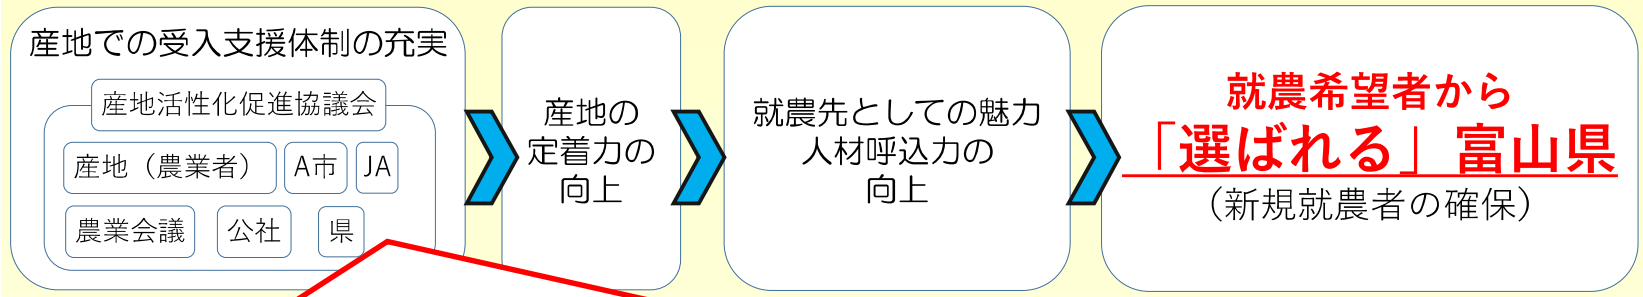 産地での受入支援体制の充実
産地活性化促進協議会
産地（農業者）
A市
JA
農業会議
公社
県
産地の
定着力の
向上
就農先としての魅力
人材呼込力の
向上
就農希望者から
「選ばれる」富山県
（新規就農者の確保）